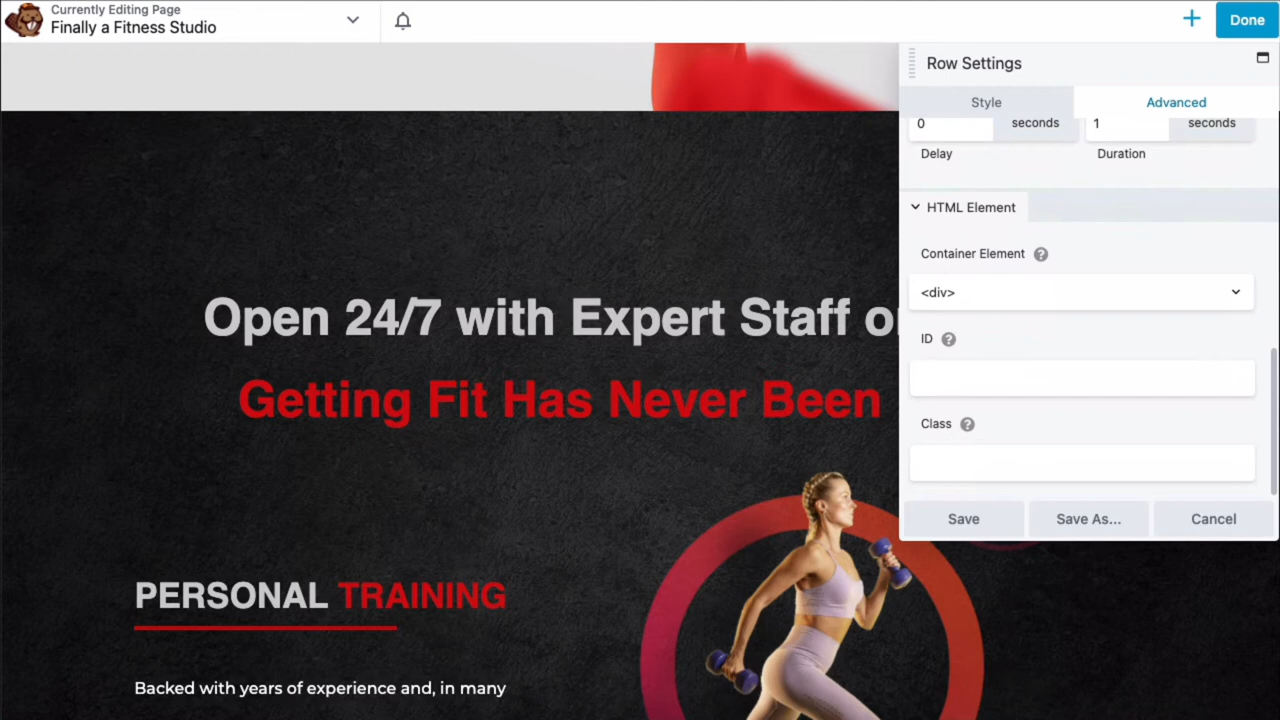 Currently Editing Page
Finally a Fitness Studio
Done
Row Settings
Style
Advanced
0
seconds
1
seconds
Delay
Duration
HTML Element
Container Element ?
<div>
ID ?
Class ?
Save
Save As...
Cancel
Open 24/7 with Expert Staff
Getting Fit Has Never Been
PERSONAL TRAINING
Backed with years of experience and, in many